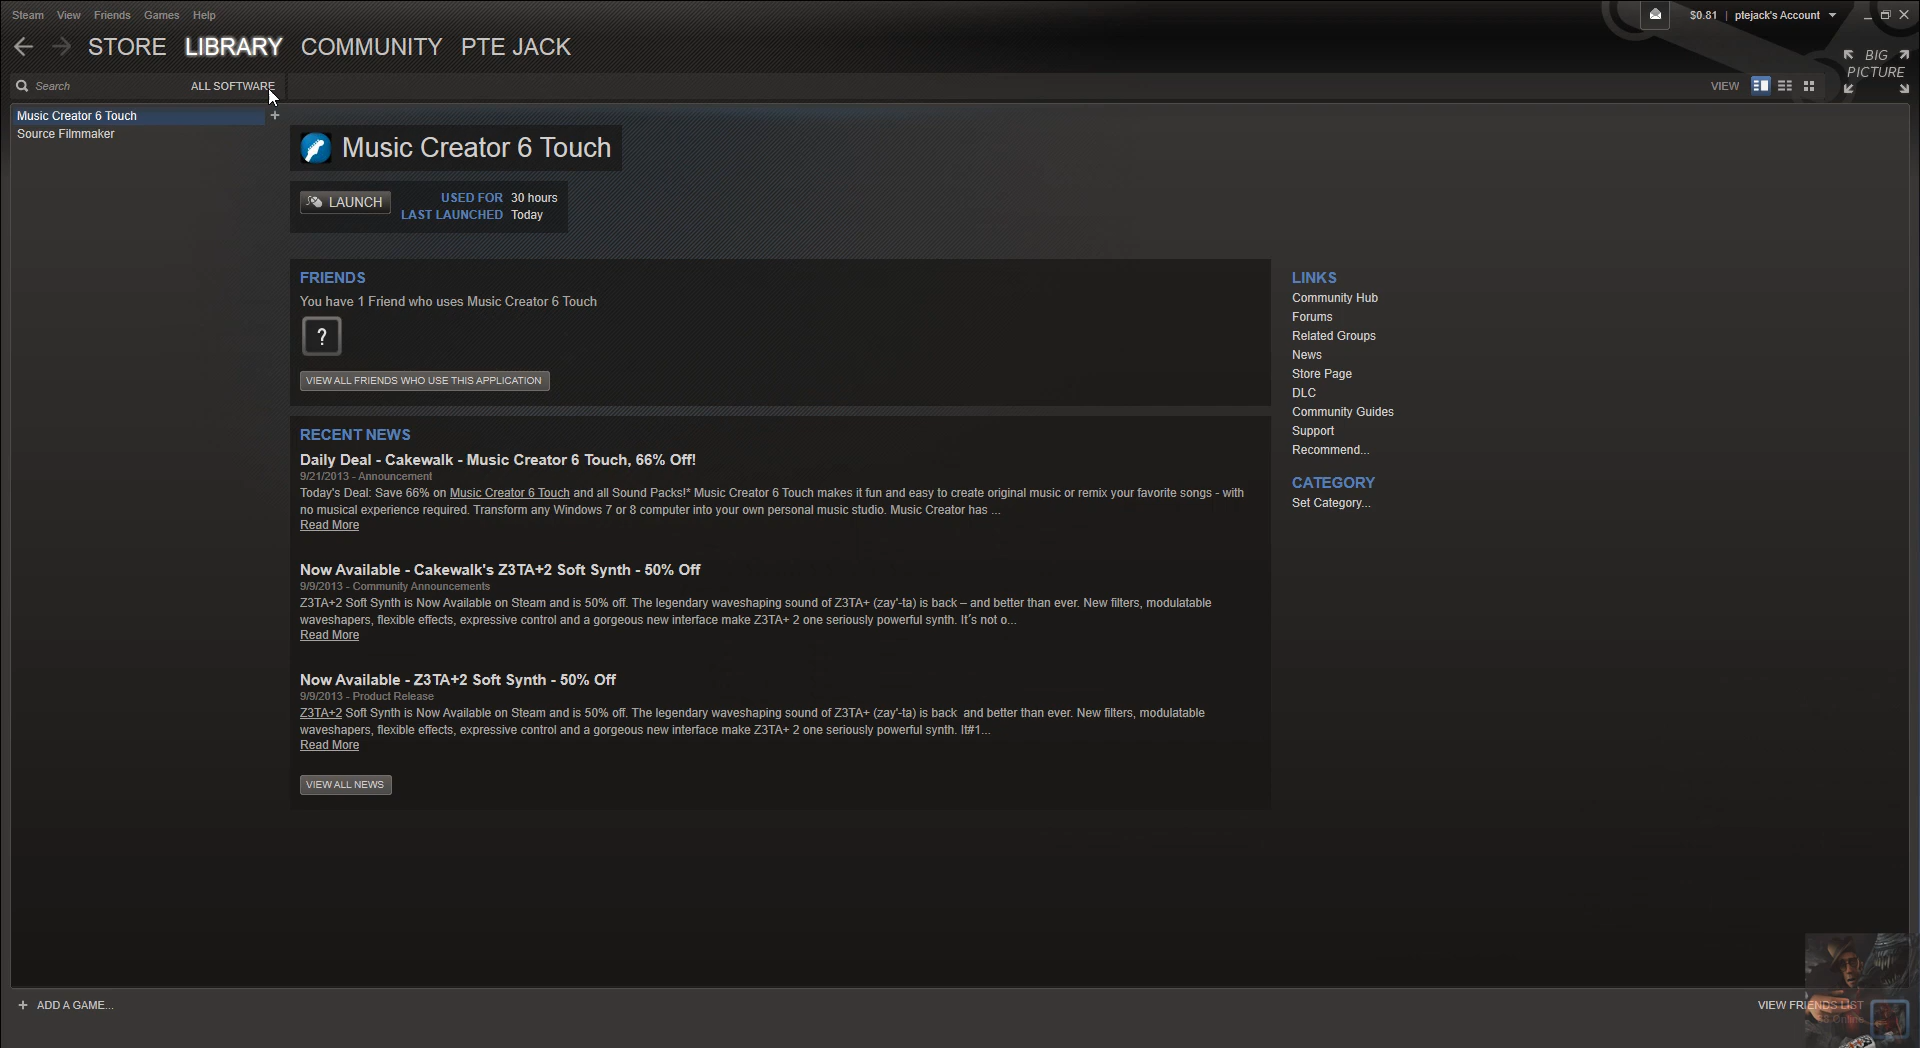 Steam View Friends Games Help
$0.81 | ptejack's Account
STORE LIBRARY COMMUNITY PTE JACK
BIG PICTURE
Search ALL SOFTWARE
VIEW
Music Creator 6 Touch +
Source Filmmaker
Music Creator 6 Touch
LAUNCH
USED FOR 30 hours
LAST LAUNCHED Today
FRIENDS
You have 1 Friend who uses Music Creator 6 Touch
?
VIEW ALL FRIENDS WHO USE THIS APPLICATION
RECENT NEWS
Daily Deal - Cakewalk - Music Creator 6 Touch, 66% Off!
9/21/2013 - Announcement
Today's Deal: Save 66% on Music Creator 6 Touch and all Sound Packs!* Music Creator 6 Touch makes it fun and easy to create original music or remix your favorite songs - with
no musical experience required. Transform any Windows 7 or 8 computer into your own personal music studio. Music Creator has ...
Read More
Now Available - Cakewalk's Z3TA+2 Soft Synth - 50% Off
9/9/2013 - Community Announcements
Z3TA+2 Soft Synth is Now Available on Steam and is 50% off. The legendary waveshaping sound of Z3TA+ (zay'-ta) is back – and better than ever. New filters, modulatable
waveshapers, flexible effects, expressive control and a gorgeous new interface make Z3TA+ 2 one seriously powerful synth. It´s not o...
Read More
Now Available - Z3TA+2 Soft Synth - 50% Off
9/9/2013 - Product Release
Z3TA+2 Soft Synth is Now Available on Steam and is 50% off. The legendary waveshaping sound of Z3TA+ (zay'-ta) is back  and better than ever. New filters, modulatable
waveshapers, flexible effects, expressive control and a gorgeous new interface make Z3TA+ 2 one seriously powerful synth. It&#1...
Read More
VIEW ALL NEWS
LINKS
Community Hub
Forums
Related Groups
News
Store Page
DLC
Community Guides
Support
Recommend...
CATEGORY
Set Category...
+ ADD A GAME...
VIEW FRIENDS LIST
Online